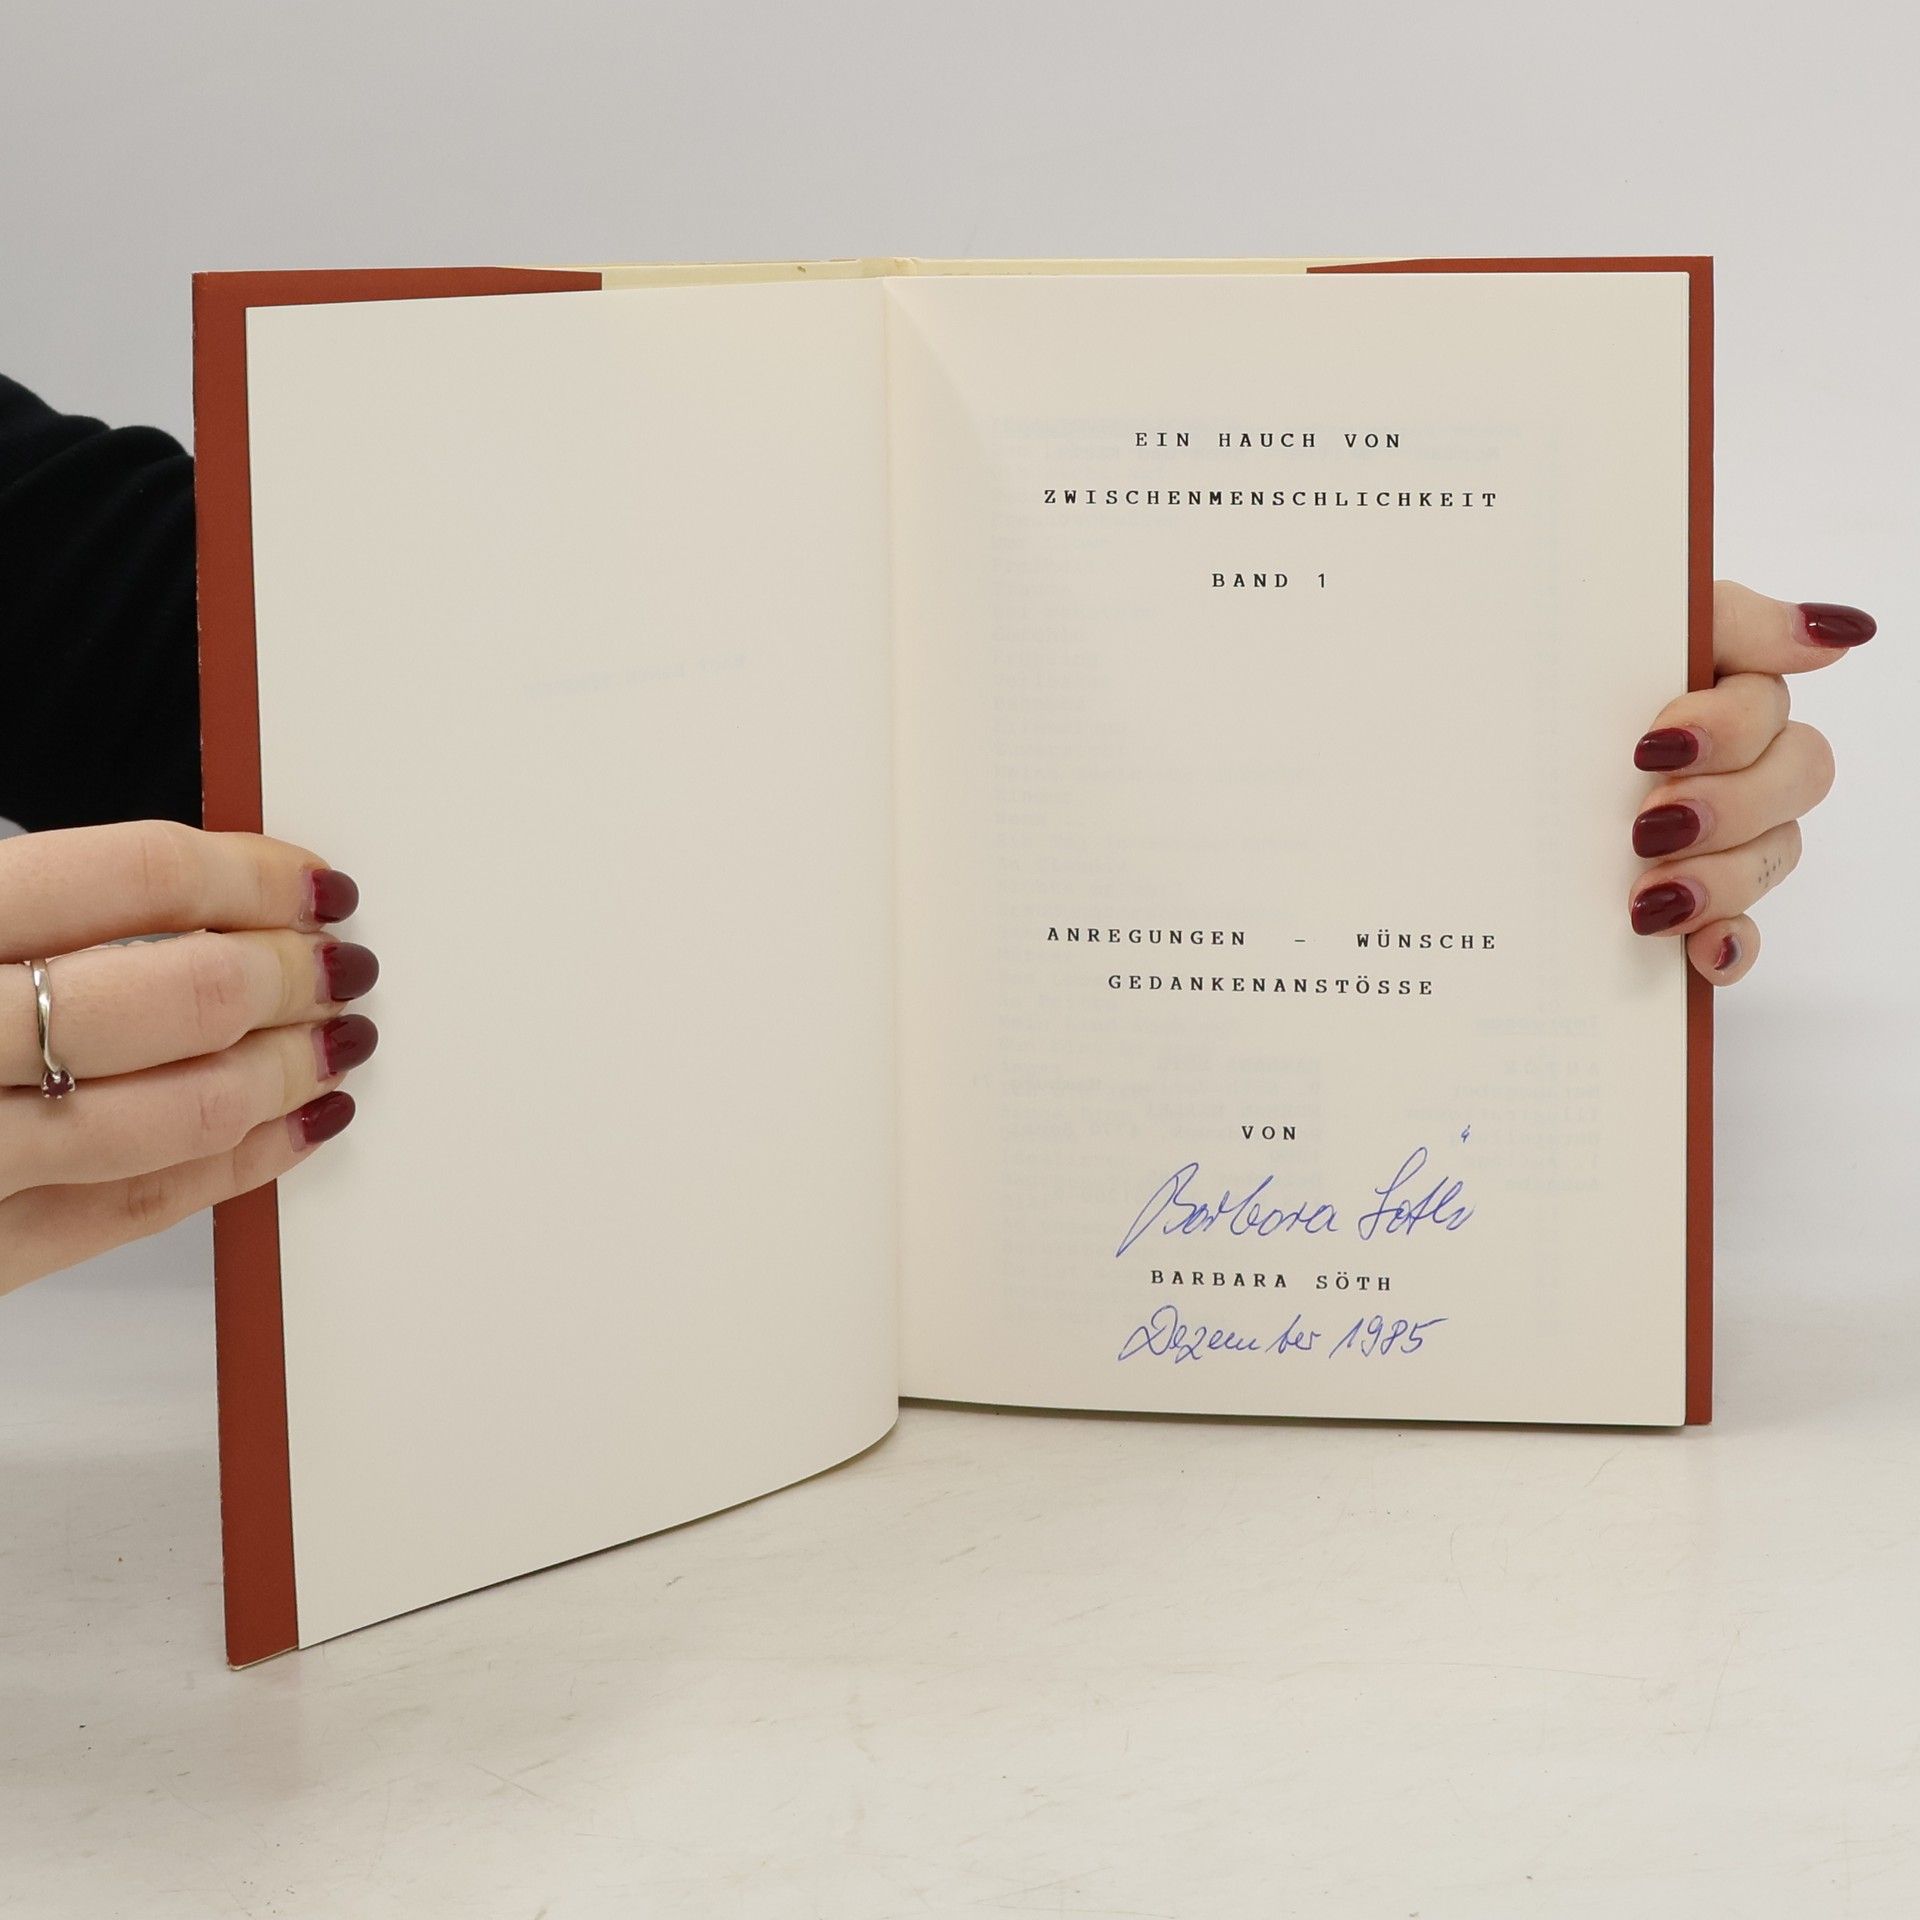 EIN HAUCH VON
ZWISCHENMENSCHLICHKEIT
BAND 1
ANREGUNGEN – WÜNSCHE
GEDANKENANSTÖSSE
VON
Barbara Söth
BARBARA SÖTH
Dezember 1985